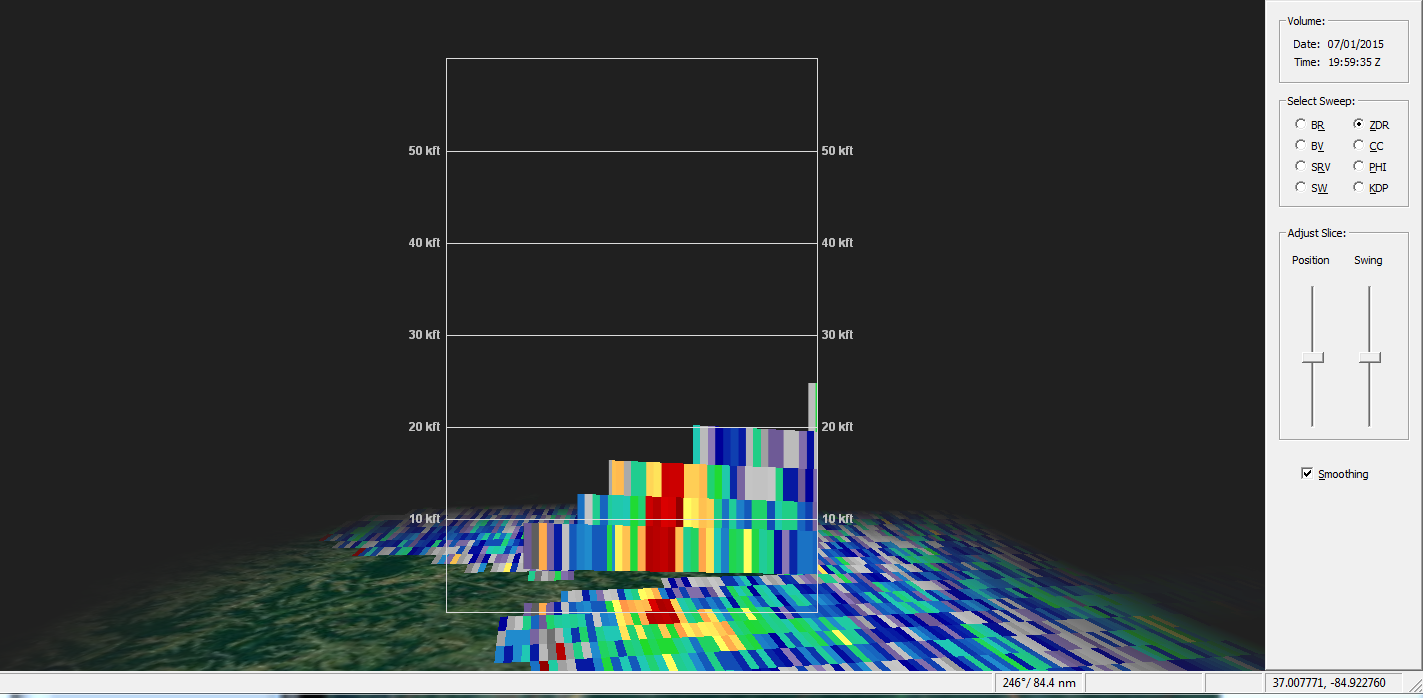 50 kft 50 kft
40 kft 40 kft
30 kft 30 kft
20 kft 20 kft
10 kft 10 kft
Volume:
Date: 07/01/2015
Time: 19:59:35 Z
Select Sweep:
BR ZDR
BV CC
SRV PHI
SW KDP
Adjust Slice:
Position Swing
Smoothing
246°/ 84.4 nm
37.007771, -84.922760